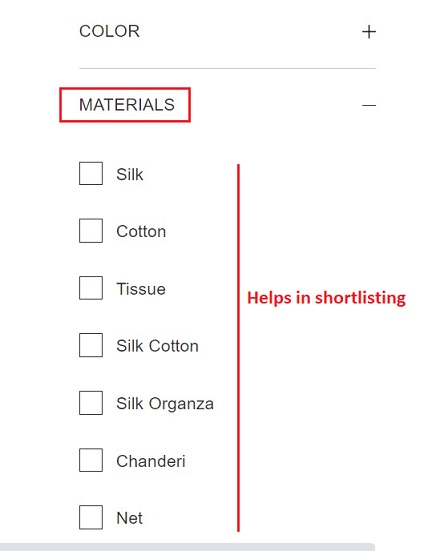 COLOR
MATERIALS
Silk
Cotton
Tissue
Helps in shortlisting
Silk Cotton
Silk Organza
Chanderi
Net